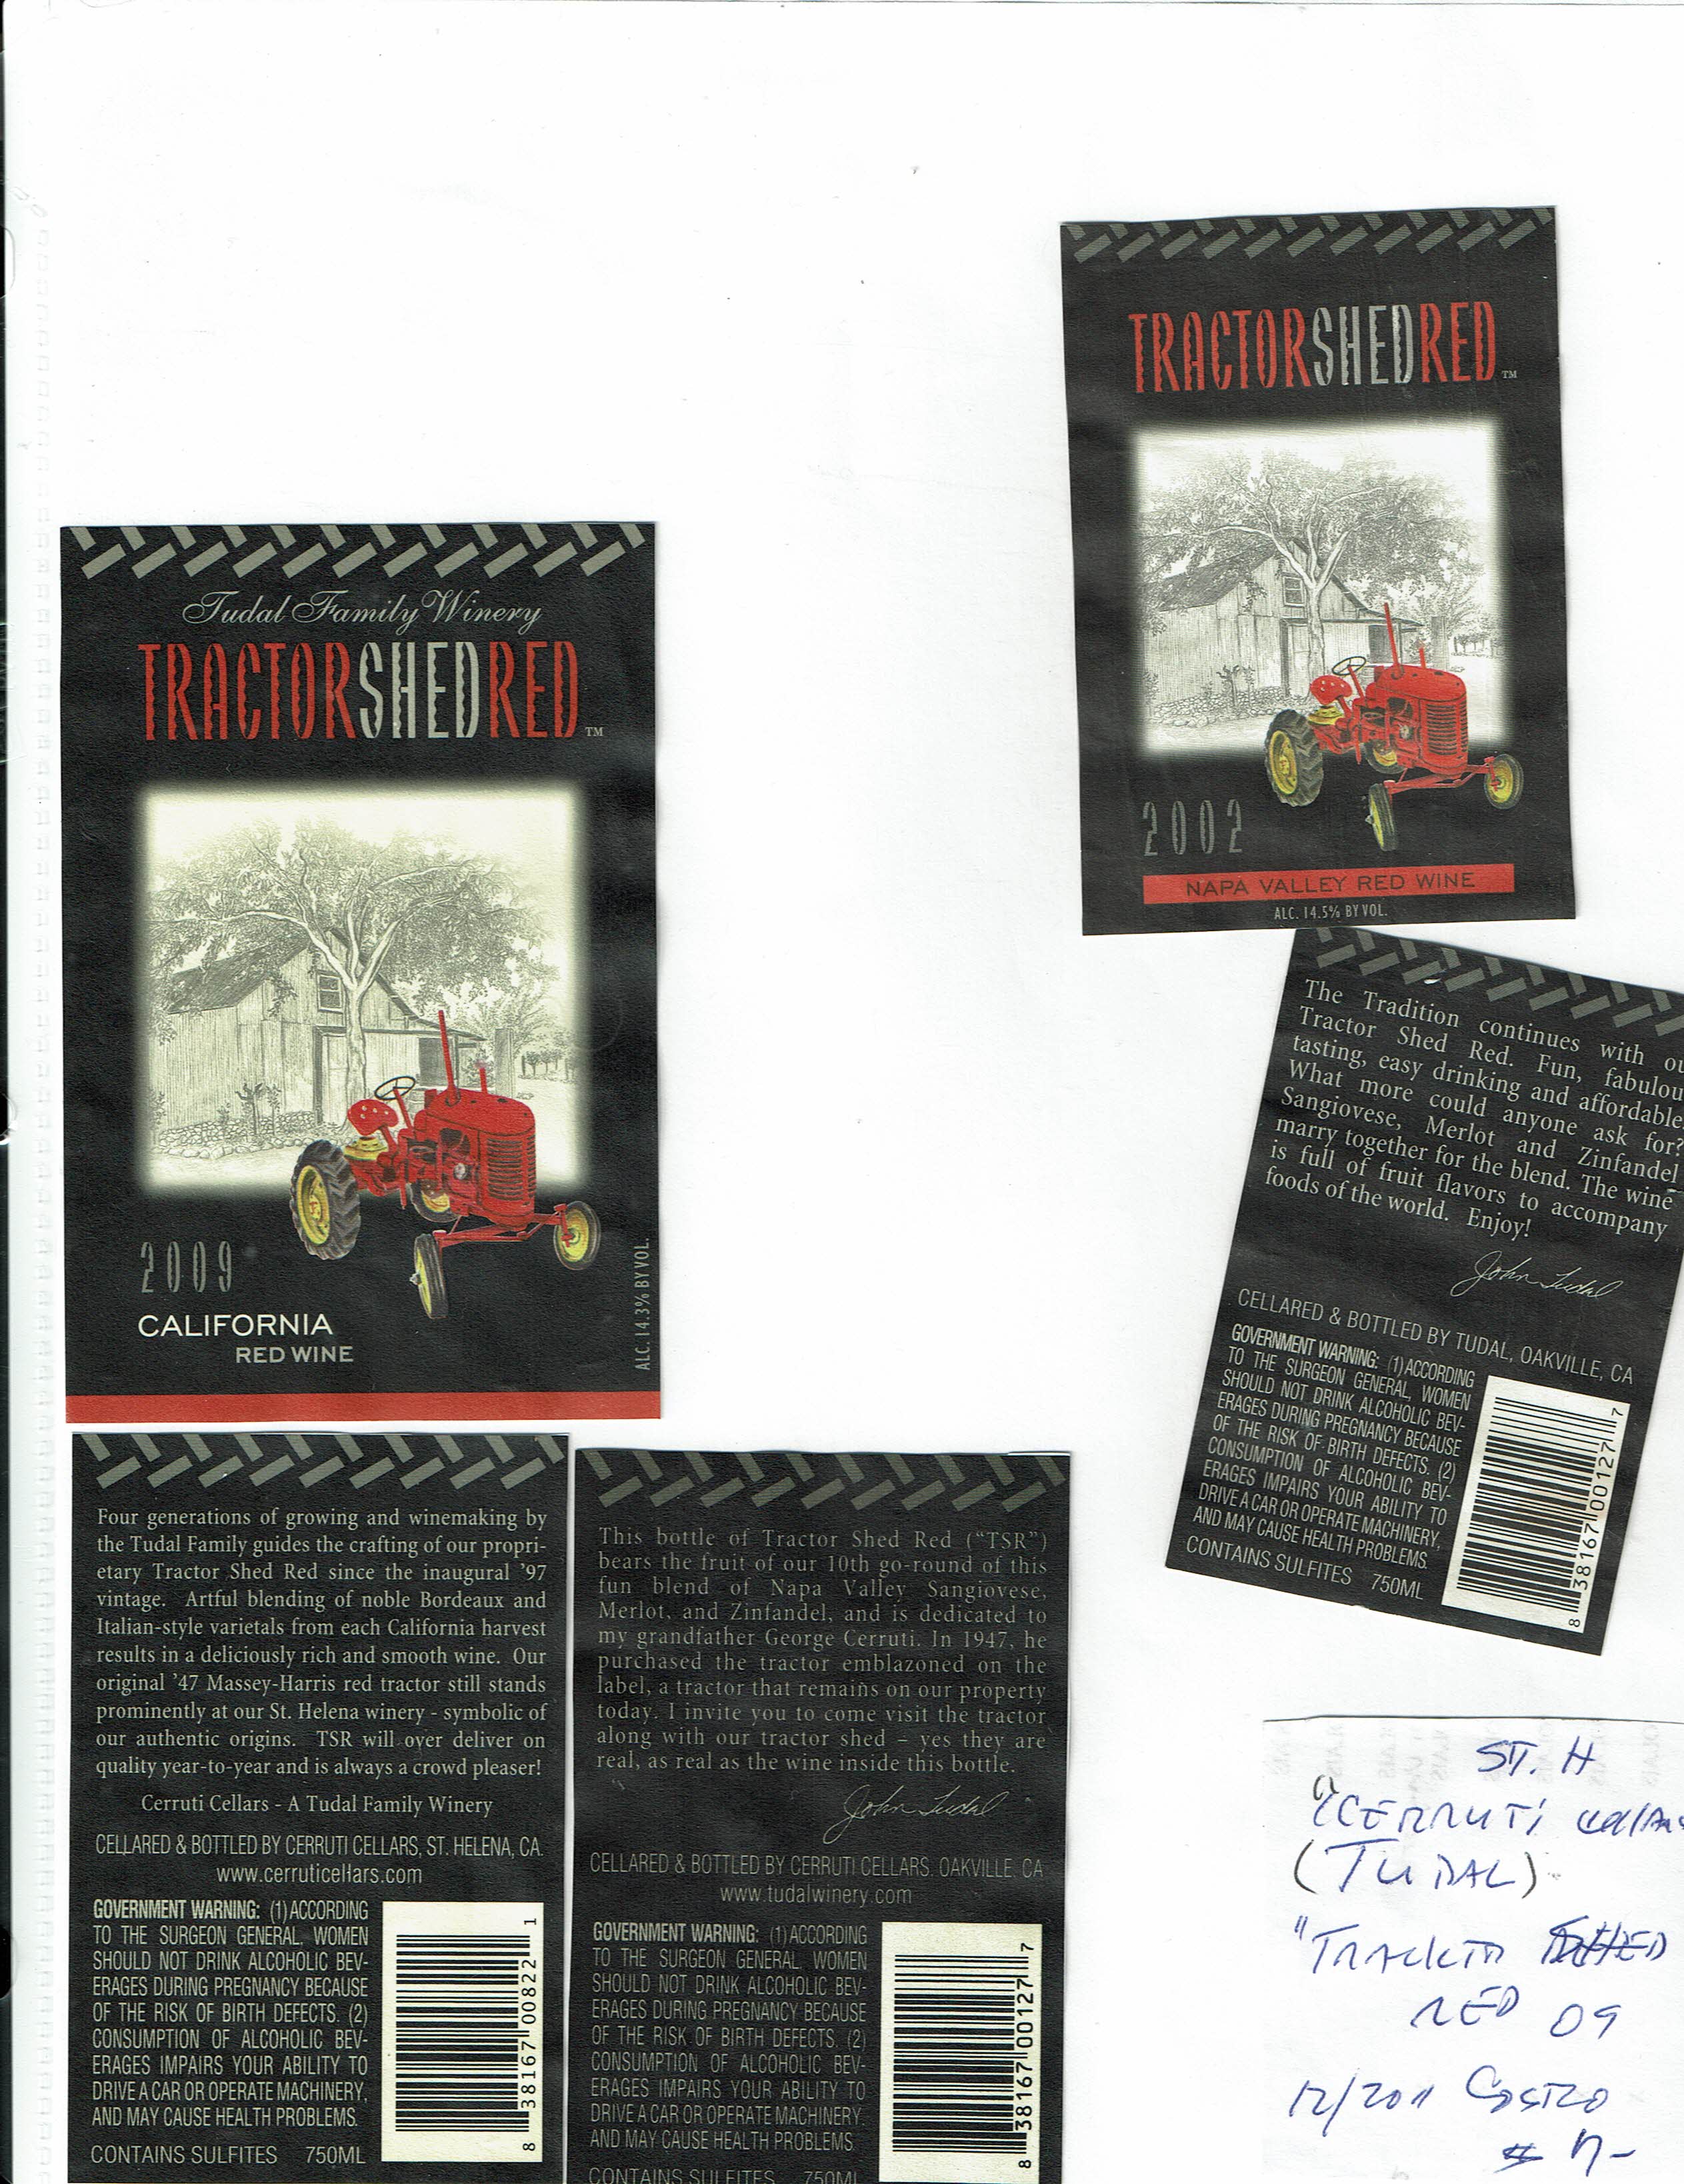 TRACTORSHEDRED™
2002
NAPA VALLEY RED WINE
ALC. 14.5% BY VOL.
Tudal Family Winery
TRACTORSHEDRED™
2009
CALIFORNIA
RED WINE
ALC. 14.3% BY VOL.
The Tradition continues with ou
Tractor Shed Red. Fun, fabulou
tasting, easy drinking and affordable.
What more could anyone ask for?
Sangiovese, Merlot and Zinfandel
marry together for the blend. The wine
is full of fruit flavors to accompany
foods of the world. Enjoy!
John Tudal
CELLARED & BOTTLED BY TUDAL, OAKVILLE, CA
GOVERNMENT WARNING: (1) ACCORDING
TO THE SURGEON GENERAL, WOMEN
SHOULD NOT DRINK ALCOHOLIC BEV-
ERAGES DURING PREGNANCY BECAUSE
OF THE RISK OF BIRTH DEFECTS. (2)
CONSUMPTION OF ALCOHOLIC BEV-
ERAGES IMPAIRS YOUR ABILITY TO
DRIVE A CAR OR OPERATE MACHINERY,
AND MAY CAUSE HEALTH PROBLEMS.
CONTAINS SULFITES 750ML
8 38167 00127 7
Four generations of growing and winemaking by
the Tudal Family guides the crafting of our propri-
etary Tractor Shed Red since the inaugural '97
vintage. Artful blending of noble Bordeaux and
Italian-style varietals from each California harvest
results in a deliciously rich and smooth wine. Our
original '47 Massey-Harris red tractor still stands
prominently at our St. Helena winery - symbolic of
our authentic origins. TSR will over deliver on
quality year-to-year and is always a crowd pleaser!
Cerruti Cellars - A Tudal Family Winery
CELLARED & BOTTLED BY CERRUTI CELLARS, ST. HELENA, CA.
www.cerruticellars.com
GOVERNMENT WARNING: (1) ACCORDING
TO THE SURGEON GENERAL, WOMEN
SHOULD NOT DRINK ALCOHOLIC BEV-
ERAGES DURING PREGNANCY BECAUSE
OF THE RISK OF BIRTH DEFECTS. (2)
CONSUMPTION OF ALCOHOLIC BEV-
ERAGES IMPAIRS YOUR ABILITY TO
DRIVE A CAR OR OPERATE MACHINERY,
AND MAY CAUSE HEALTH PROBLEMS.
CONTAINS SULFITES 750ML
8 38167 00822 1
This bottle of Tractor Shed Red ("TSR")
bears the fruit of our 10th go-round of this
fun blend of Napa Valley Sangiovese,
Merlot, and Zinfandel, and is dedicated to
my grandfather George Cerruti. In 1947, he
purchased the tractor emblazoned on the
label, a tractor that remains on our property
today. I invite you to come visit the tractor
along with our tractor shed – yes they are
real, as real as the wine inside this bottle.
John Tudal
CELLARED & BOTTLED BY CERRUTI CELLARS. OAKVILLE, CA
www.tudalwinery.com
GOVERNMENT WARNING: (1) ACCORDING
TO THE SURGEON GENERAL, WOMEN
SHOULD NOT DRINK ALCOHOLIC BEV-
ERAGES DURING PREGNANCY BECAUSE
OF THE RISK OF BIRTH DEFECTS. (2)
CONSUMPTION OF ALCOHOLIC BEV-
ERAGES IMPAIRS YOUR ABILITY TO
DRIVE A CAR OR OPERATE MACHINERY,
AND MAY CAUSE HEALTH PROBLEMS.
CONTAINS SULFITES 750ML
8 38167 00127 7
ST. H
CERRUTI
(TUDAL)
"TRACKTR SHED
RED 09
12/2011 COSTCO